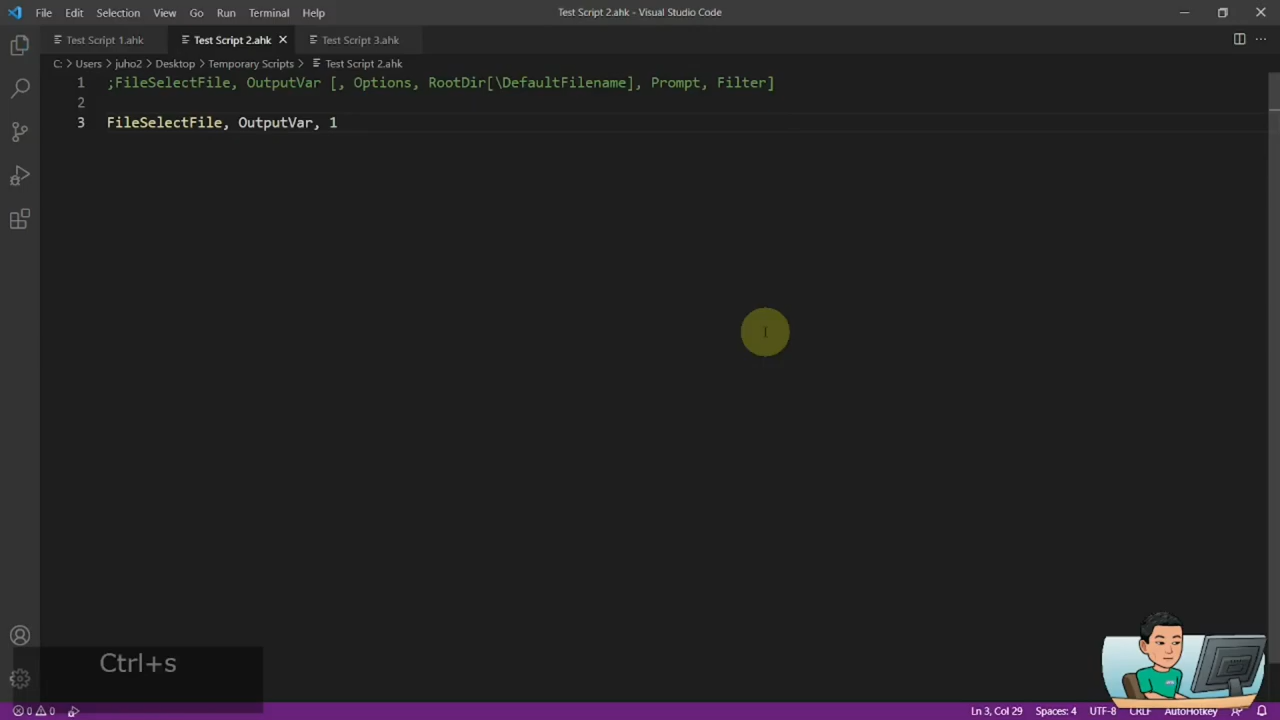 File Edit Selection View Go Run Terminal Help
Test Script 2.ahk - Visual Studio Code
Test Script 1.ahk
Test Script 2.ahk
Test Script 3.ahk
C: > Users > juho2 > Desktop > Temporary Scripts > Test Script 2.ahk
1 ;FileSelectFile, OutputVar [, Options, RootDir[\DefaultFilename], Prompt, Filter]
2
3 FileSelectFile, OutputVar, 1
Ctrl+s
0 0
Ln 3, Col 29 Spaces: 4 UTF-8 CRLF AutoHotkey